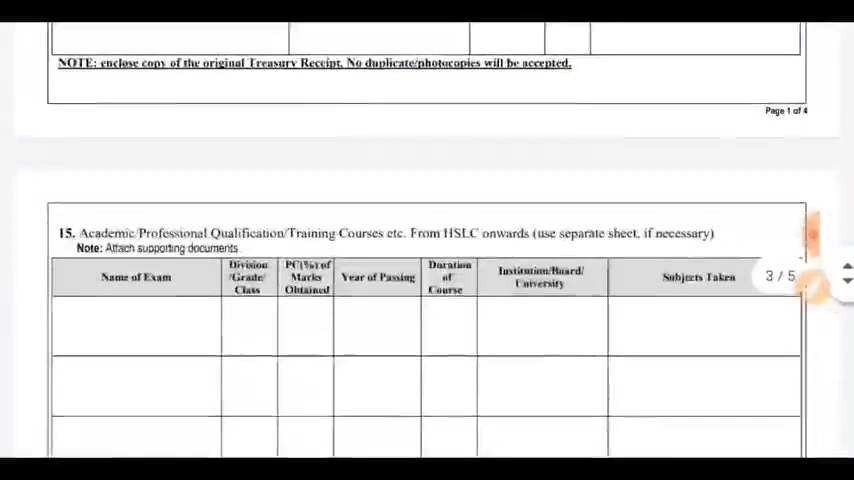 NOTE: enclose copy of the original Treasury Receipt. No duplicate/photocopies will be accepted.
Page 1 of 4
15. Academic/Professional Qualification/Training Courses etc. From HSLC onwards (use separate sheet, if necessary)
Note: Attach supporting documents
Name of Exam
Division /Grade/ Class
PC(%) of Marks Obtained
Year of Passing
Duration of Course
Institution/Board/ University
Subjects Taken
3 / 5